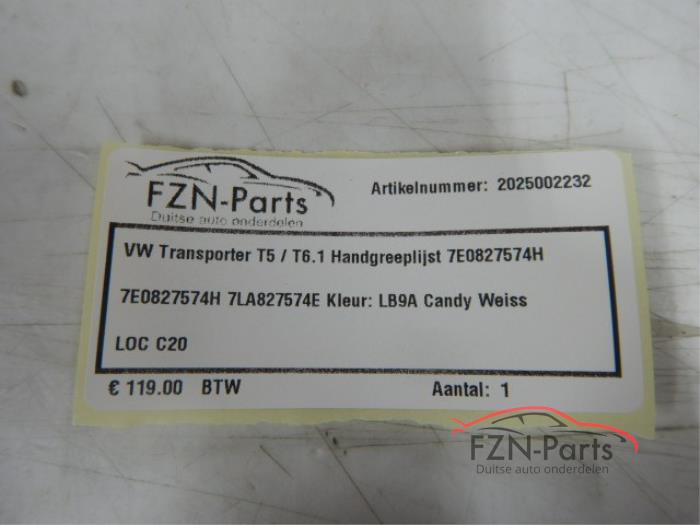 FZN-Parts
Duitse auto onderdelen
Artikelnummer: 2025002232
VW Transporter T5 / T6.1 Handgreeplijst 7E0827574H
7E0827574H 7LA827574E Kleur: LB9A Candy Weiss
LOC C20
€ 119.00 BTW
Aantal: 1
FZN-Parts
Duitse auto onderdelen